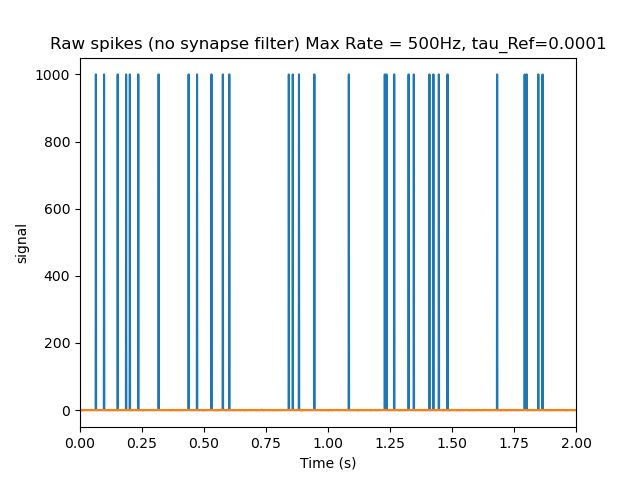 Raw spikes (no synapse filter) Max Rate = 500Hz, tau_Ref=0.0001
1000
800
600
400
200
0
signal
0.00 0.25 0.50 0.75 1.00 1.25 1.50 1.75 2.00
Time (s)